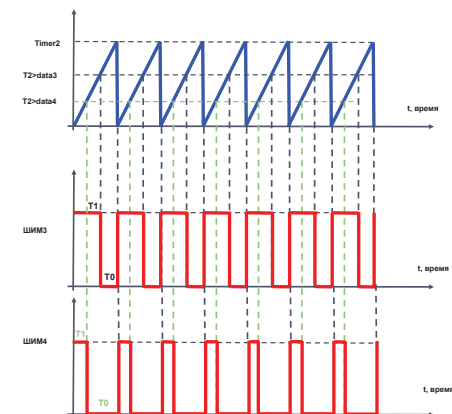 Timer2
T2>data3
T2>data4
t, время
T1
ШИМ3
T0
t, время
T1
ШИМ4
T0
t, время